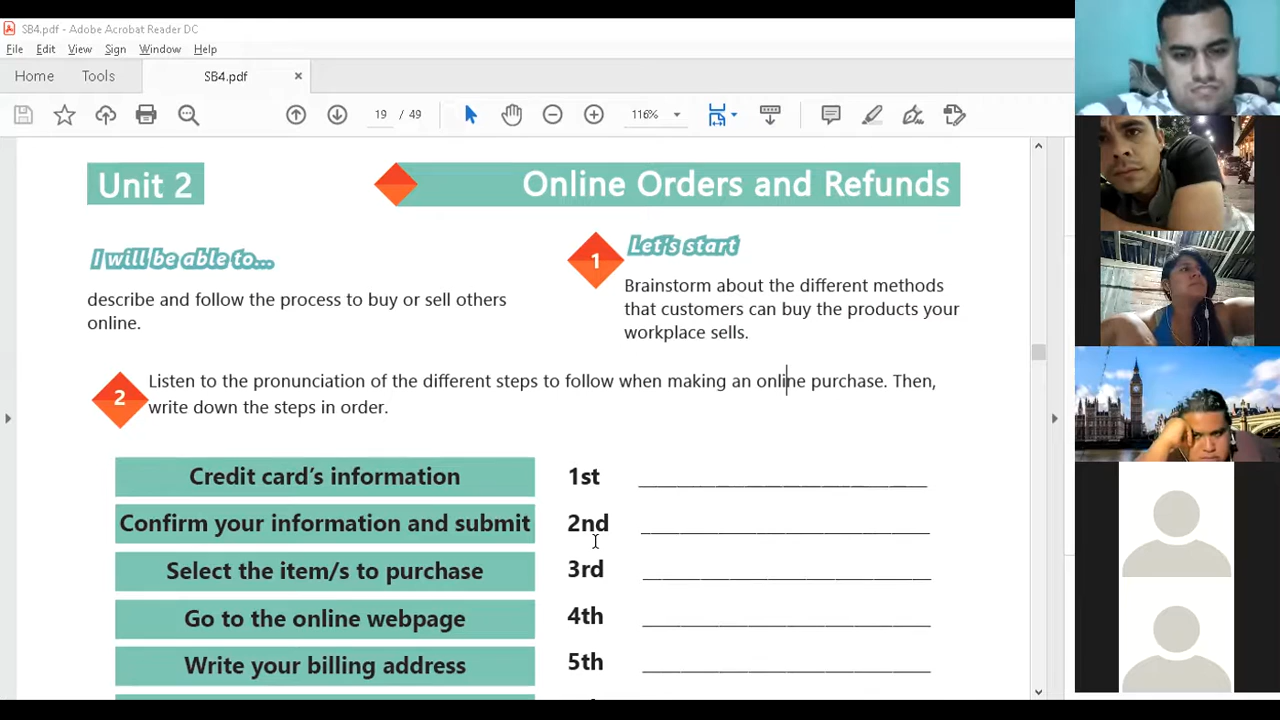 SB4.pdf - Adobe Acrobat Reader DC
File Edit View Sign Window Help
Home Tools SB4.pdf ×
19 / 49 116%
Unit 2 Online Orders and Refunds
I will be able to...
describe and follow the process to buy or sell others
online.
1 Let's start
Brainstorm about the different methods
that customers can buy the products your
workplace sells.
2 Listen to the pronunciation of the different steps to follow when making an online purchase. Then,
write down the steps in order.
Credit card's information 1st
Confirm your information and submit 2nd
Select the item/s to purchase 3rd
Go to the online webpage 4th
Write your billing address 5th